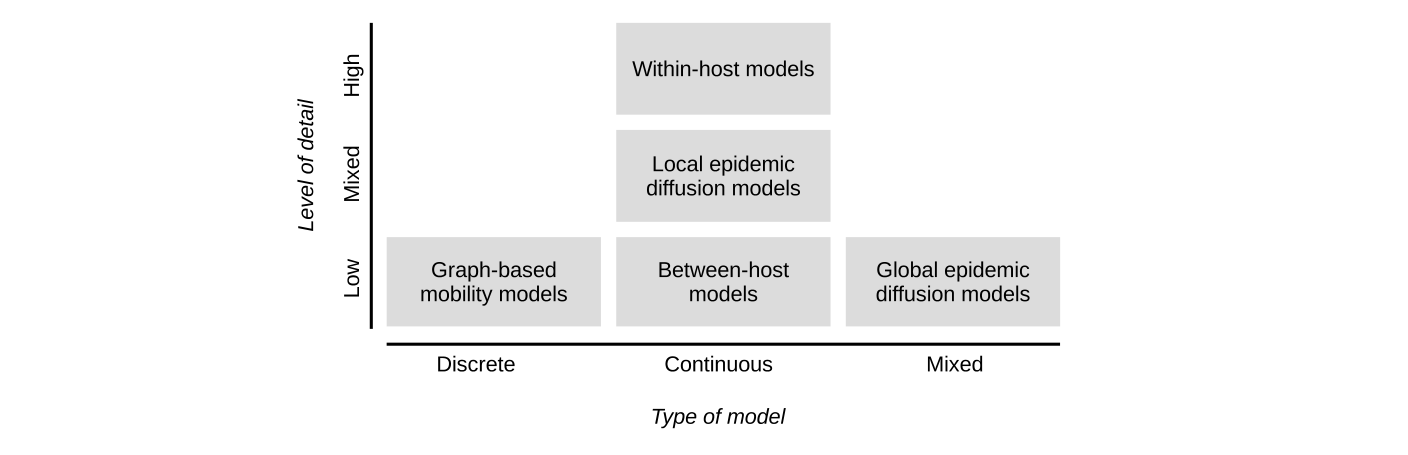 Level of detail
High
Mixed
Low
Within-host models
Local epidemic
diffusion models
Graph-based
mobility models
Between-host
models
Global epidemic
diffusion models
Discrete
Continuous
Mixed
Type of model